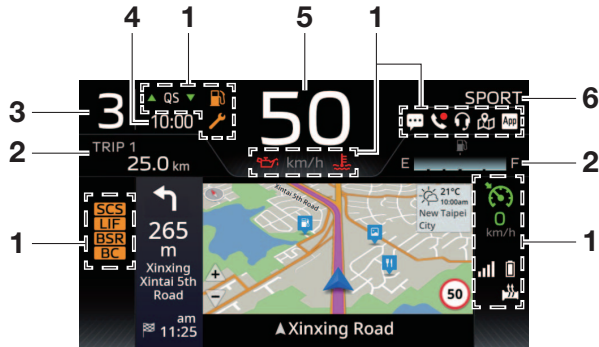 4
1
5
1
3
▲ QS ▼
10:00
50
km/h
SPORT
6
App
3
2
TRIP 1
25.0 km
E
F
2
1
SCS
LIF
BSR
BC
265
m
Xinxing
Xintai 5th
Road
am
11:25
Xintai 5th Road
P
+
−
21°C
10:00am
New Taipei
City
50
Xinxing Road
0
km/h
1